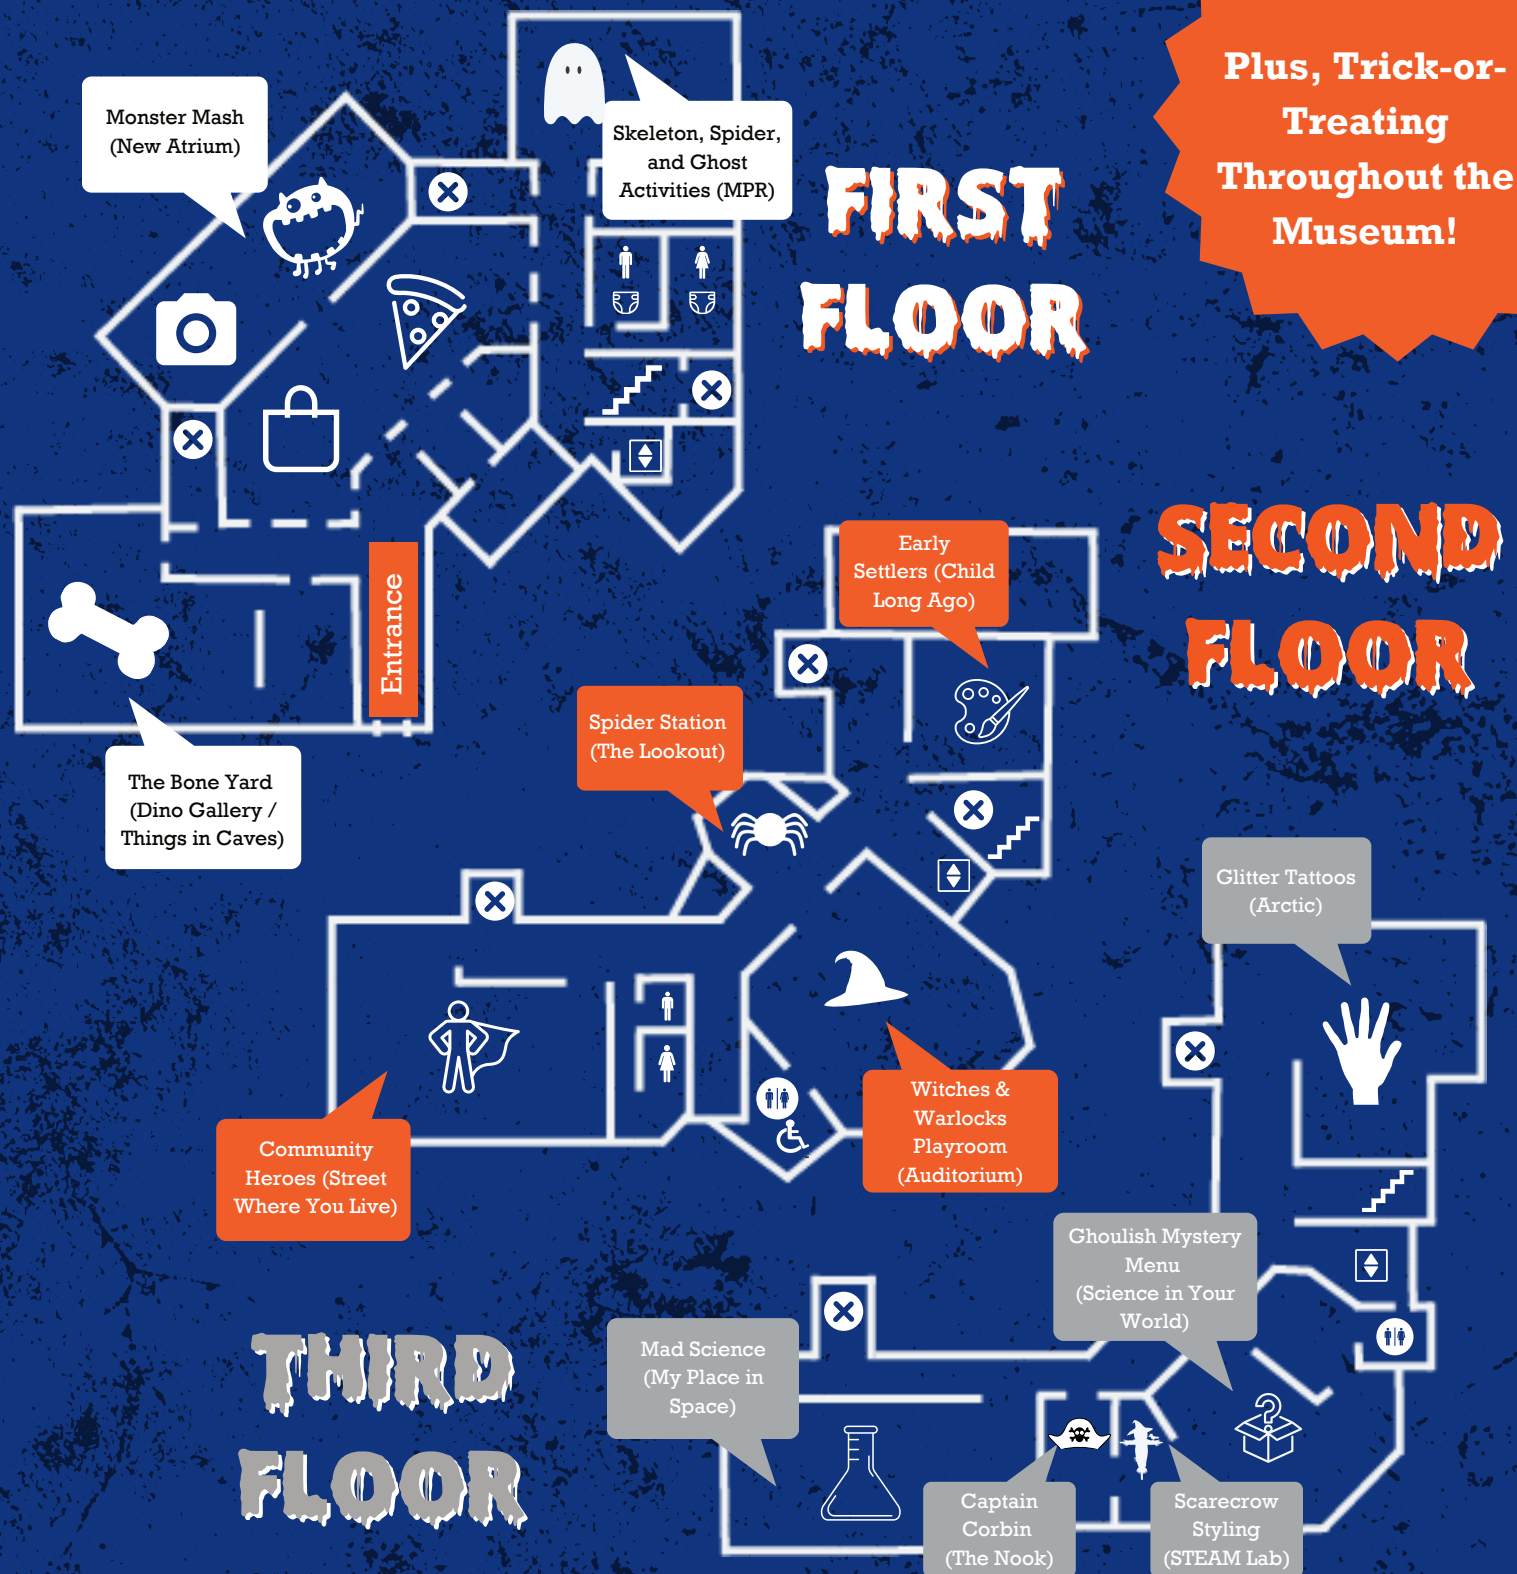 Plus, Trick-or-
Treating
Throughout the
Museum!
Monster Mash
(New Atrium)
Skeleton, Spider,
and Ghost
Activities (MPR)
FIRST
FLOOR
Entrance
The Bone Yard
(Dino Gallery /
Things in Caves)
SECOND
FLOOR
Early
Settlers (Child
Long Ago)
Spider Station
(The Lookout)
Witches &
Warlocks
Playroom
(Auditorium)
Community
Heroes (Street
Where You Live)
Glitter Tattoos
(Arctic)
THIRD
FLOOR
Ghoulish Mystery
Menu
(Science in Your
World)
Mad Science
(My Place in
Space)
Captain
Corbin
(The Nook)
Scarecrow
Styling
(STEAM Lab)